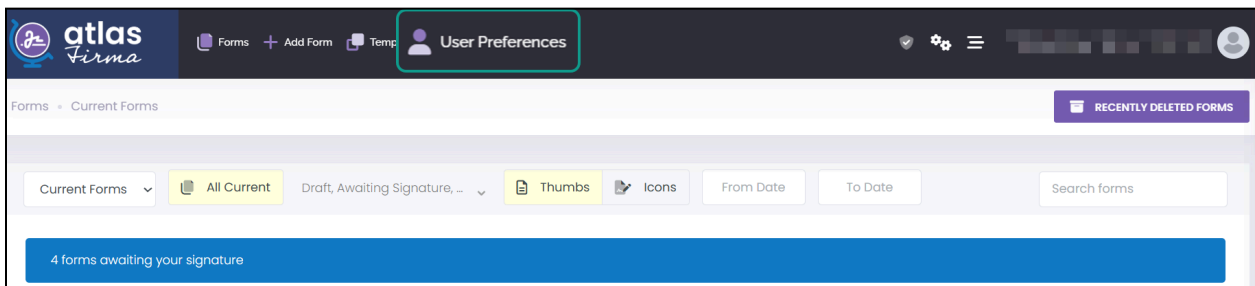 atlas
Firma
Forms
Add Form
Temp
User Preferences
Forms • Current Forms
RECENTLY DELETED FORMS
Current Forms
All Current
Draft, Awaiting Signature, ...
Thumbs
Icons
From Date
To Date
Search forms
4 forms awaiting your signature